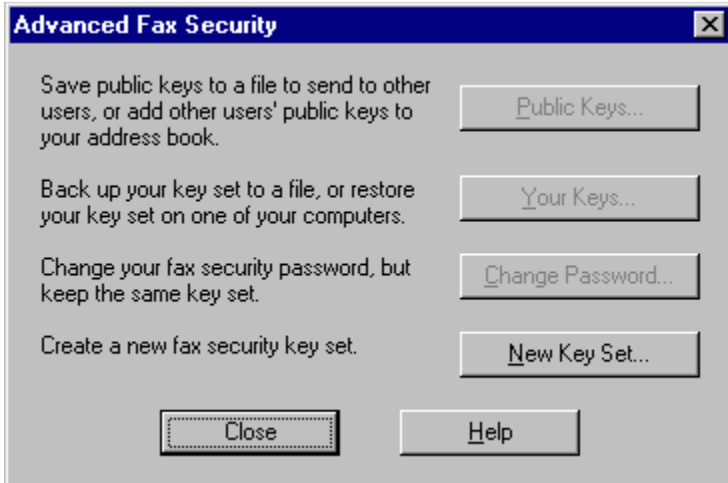 Advanced Fax Security
Save public keys to a file to send to other
users, or add other users' public keys to
your address book.
Public Keys...
Back up your key set to a file, or restore
your key set on one of your computers.
Your Keys...
Change your fax security password, but
keep the same key set.
Change Password...
Create a new fax security key set.
New Key Set...
Close
Help